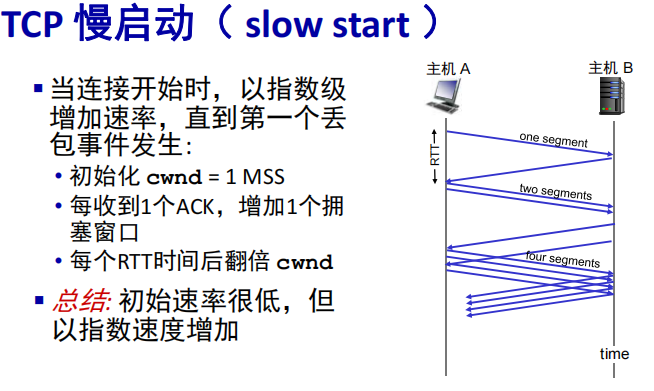 TCP 慢启动（ slow start ）
当连接开始时，以指数级
增加速率，直到第一个丢
包事件发生:
初始化 cwnd = 1 MSS
每收到1个ACK，增加1个拥
塞窗口
每个RTT时间后翻倍 cwnd
总结: 初始速率很低，但
以指数速度增加
主机 A
主机 B
RTT
one segment
two segments
four segments
time